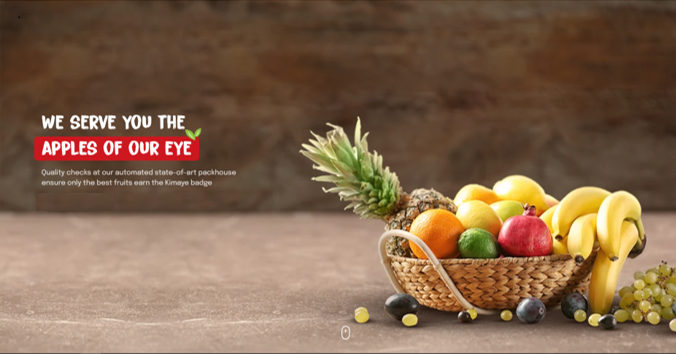 WE SERVE YOU THE
APPLES OF OUR EYE
Quality checks at our automated state-of-art packhouse
ensure only the best fruits earn the Kimaye badge